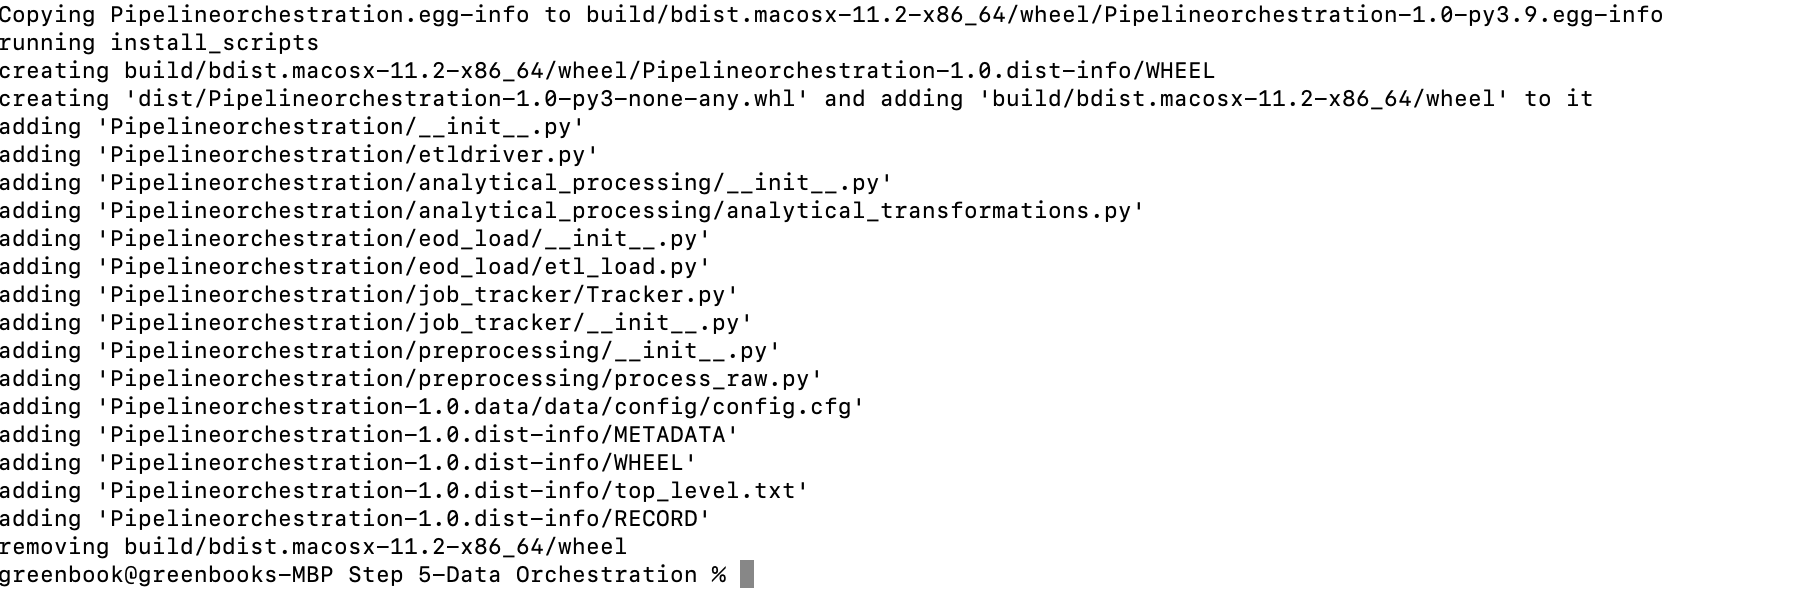 Copying Pipelineorchestration.egg-info to build/bdist.macosx-11.2-x86_64/wheel/Pipelineorchestration-1.0-py3.9.egg-info
running install_scripts
creating build/bdist.macosx-11.2-x86_64/wheel/Pipelineorchestration-1.0.dist-info/WHEEL
creating 'dist/Pipelineorchestration-1.0-py3-none-any.whl' and adding 'build/bdist.macosx-11.2-x86_64/wheel' to it
adding 'Pipelineorchestration/__init__.py'
adding 'Pipelineorchestration/etldriver.py'
adding 'Pipelineorchestration/analytical_processing/__init__.py'
adding 'Pipelineorchestration/analytical_processing/analytical_transformations.py'
adding 'Pipelineorchestration/eod_load/__init__.py'
adding 'Pipelineorchestration/eod_load/etl_load.py'
adding 'Pipelineorchestration/job_tracker/Tracker.py'
adding 'Pipelineorchestration/job_tracker/__init__.py'
adding 'Pipelineorchestration/preprocessing/__init__.py'
adding 'Pipelineorchestration/preprocessing/process_raw.py'
adding 'Pipelineorchestration-1.0.data/data/config/config.cfg'
adding 'Pipelineorchestration-1.0.dist-info/METADATA'
adding 'Pipelineorchestration-1.0.dist-info/WHEEL'
adding 'Pipelineorchestration-1.0.dist-info/top_level.txt'
adding 'Pipelineorchestration-1.0.dist-info/RECORD'
removing build/bdist.macosx-11.2-x86_64/wheel
greenbook@greenbooks-MBP Step 5-Data Orchestration %